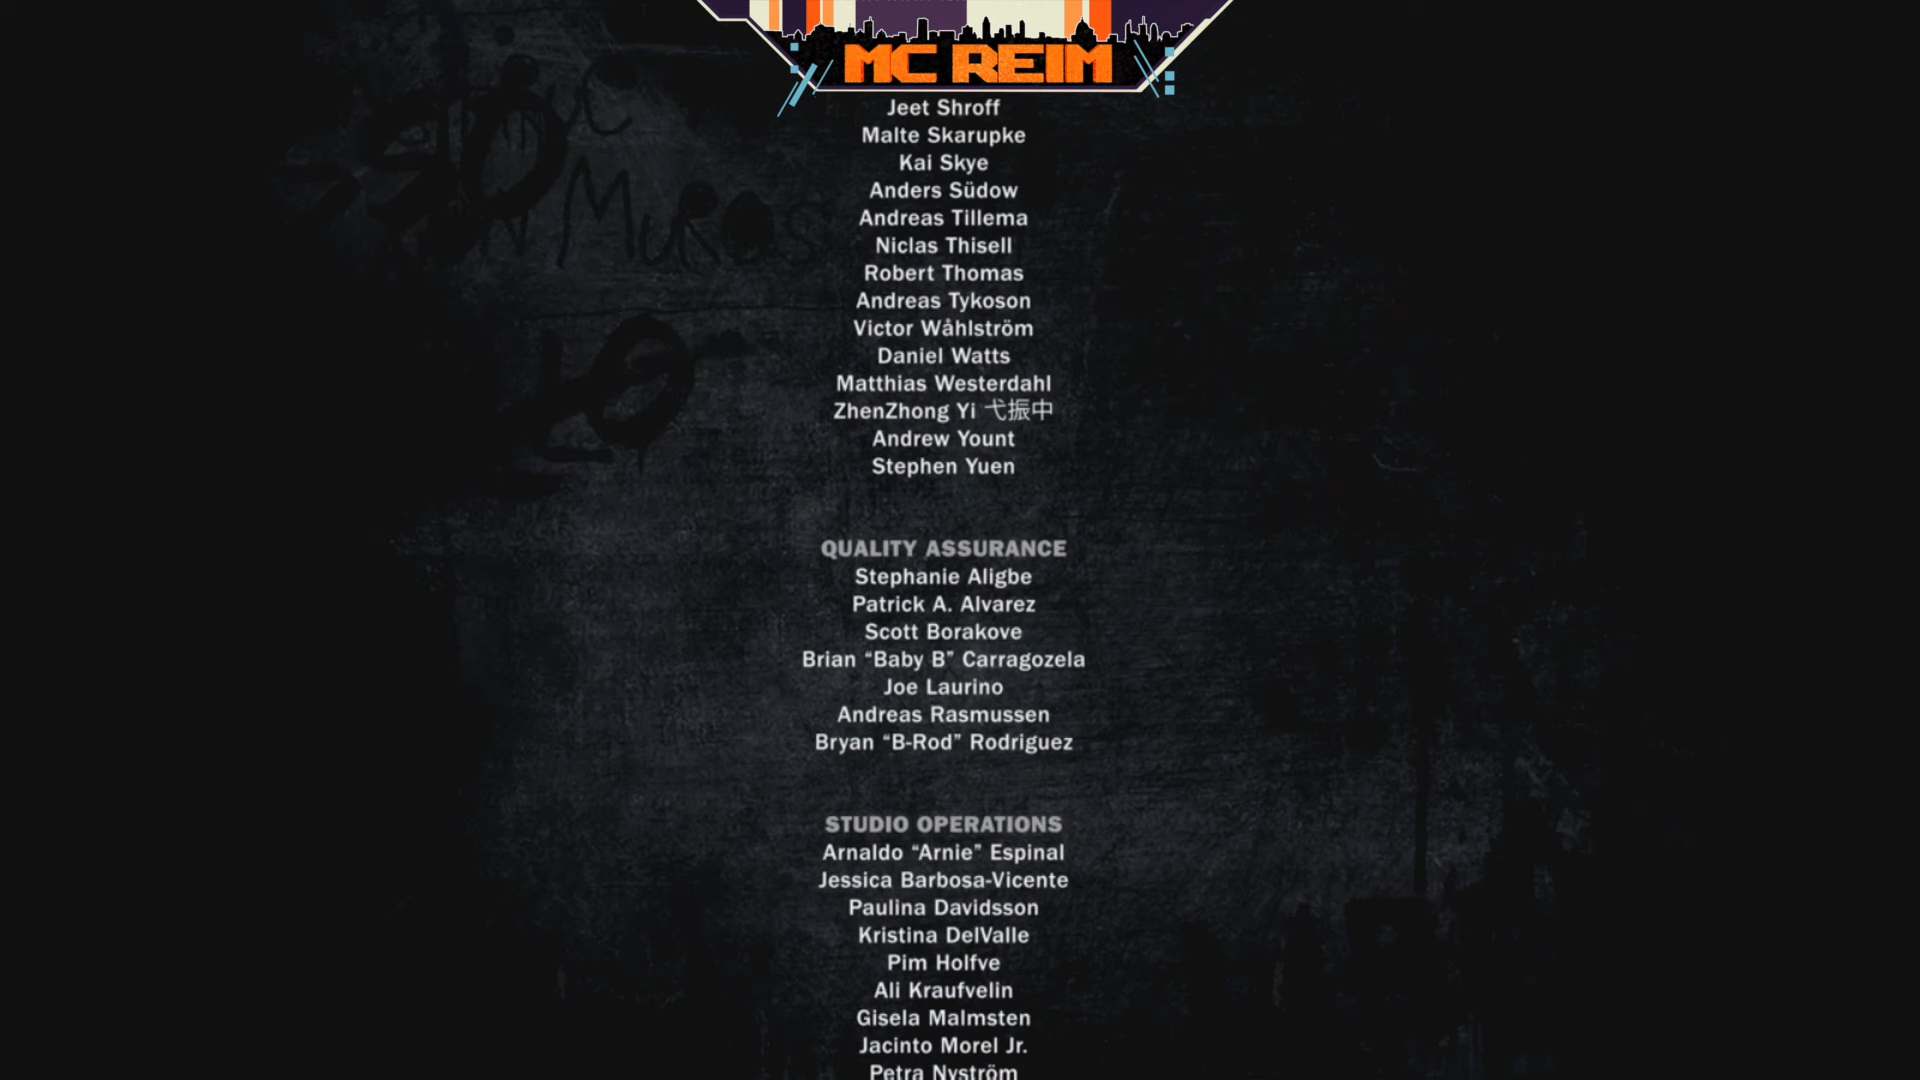 MC REIM
Jeet Shroff
Malte Skarupke
Kai Skye
Anders Südow
Andreas Tillema
Niclas Thisell
Robert Thomas
Andreas Tykoson
Victor Wåhlström
Daniel Watts
Matthias Westerdahl
ZhenZhong Yi 弋振中
Andrew Yount
Stephen Yuen
QUALITY ASSURANCE
Stephanie Aligbe
Patrick A. Alvarez
Scott Borakove
Brian “Baby B” Carragozela
Joe Laurino
Andreas Rasmussen
Bryan “B-Rod” Rodriguez
STUDIO OPERATIONS
Arnaldo “Arnie” Espinal
Jessica Barbosa-Vicente
Paulina Davidsson
Kristina DelValle
Pim Holfve
Ali Kraufvelin
Gisela Malmsten
Jacinto Morel Jr.
Petra Nyström